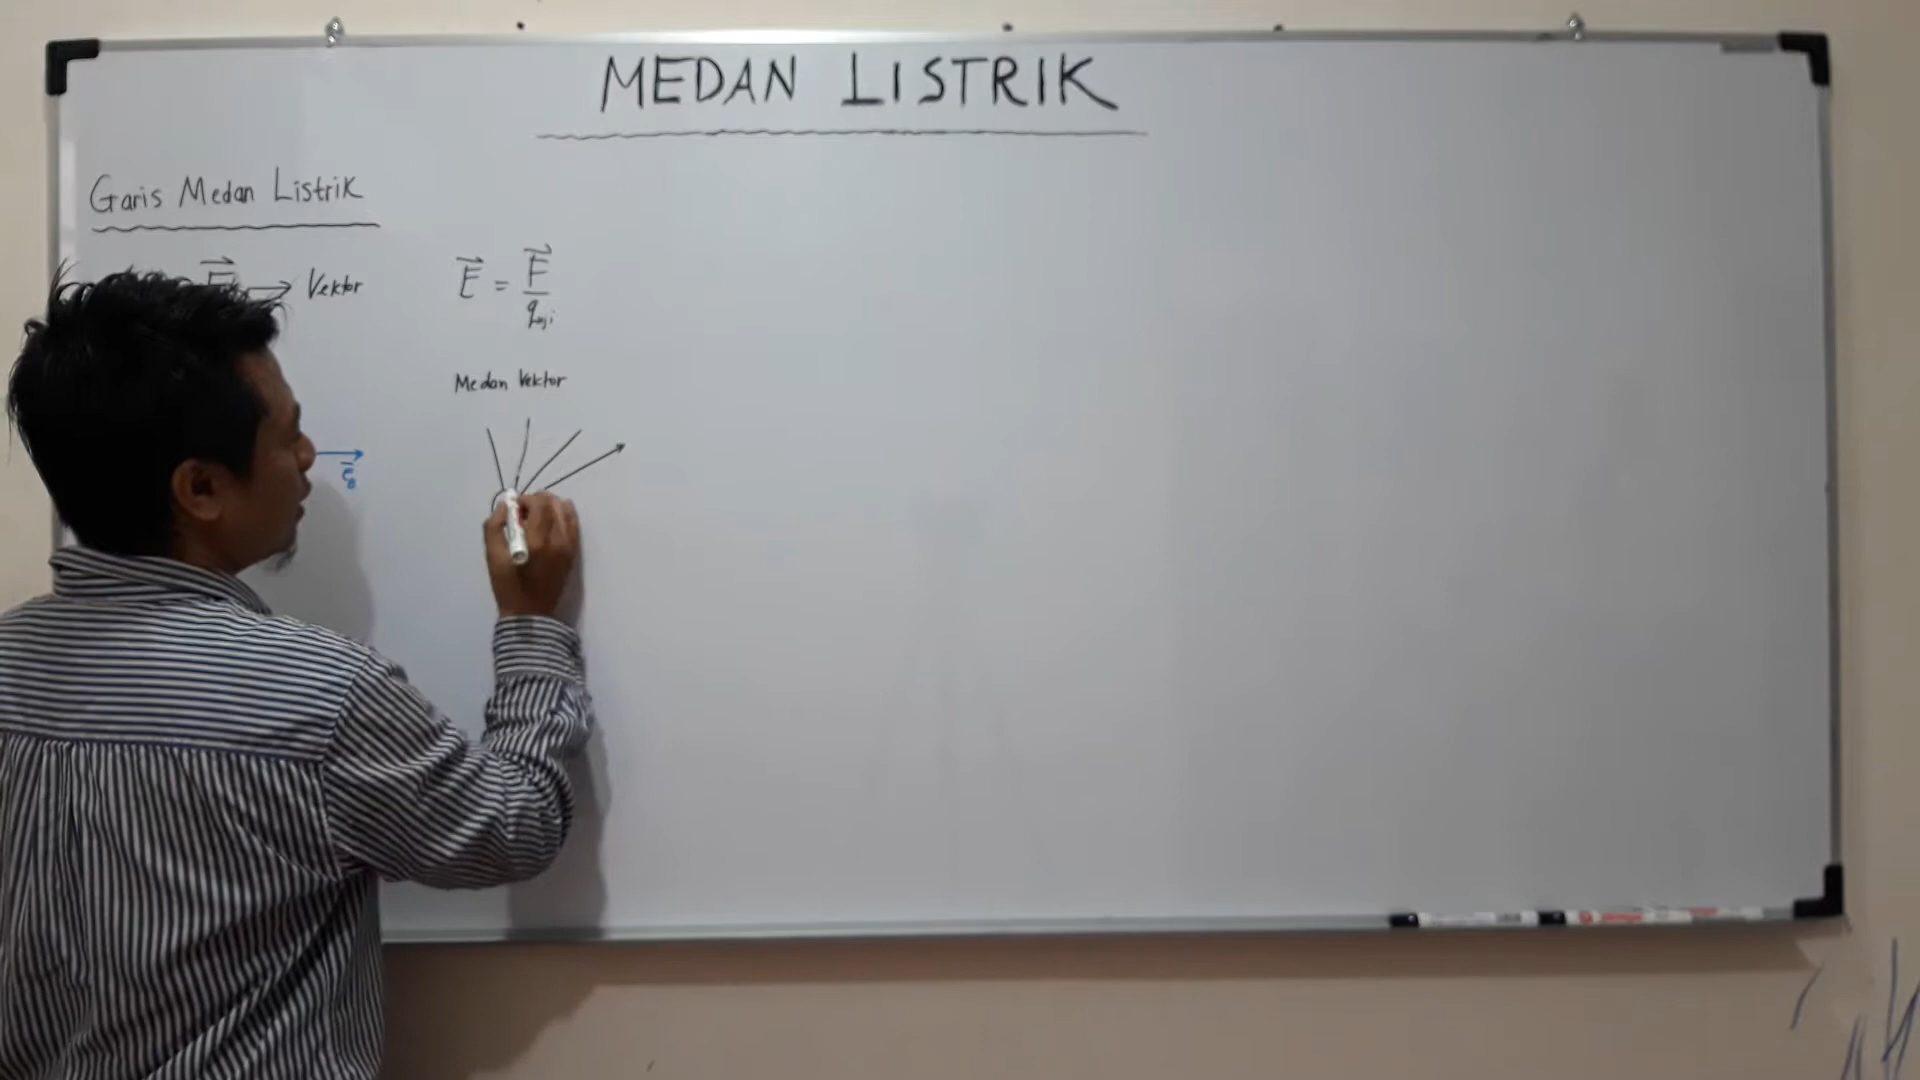 MEDAN LISTRIK
Garis Medan Listrik
→ Vektor
E⃗ = F⃗ / q uji
Medan Vektor
E⃗B